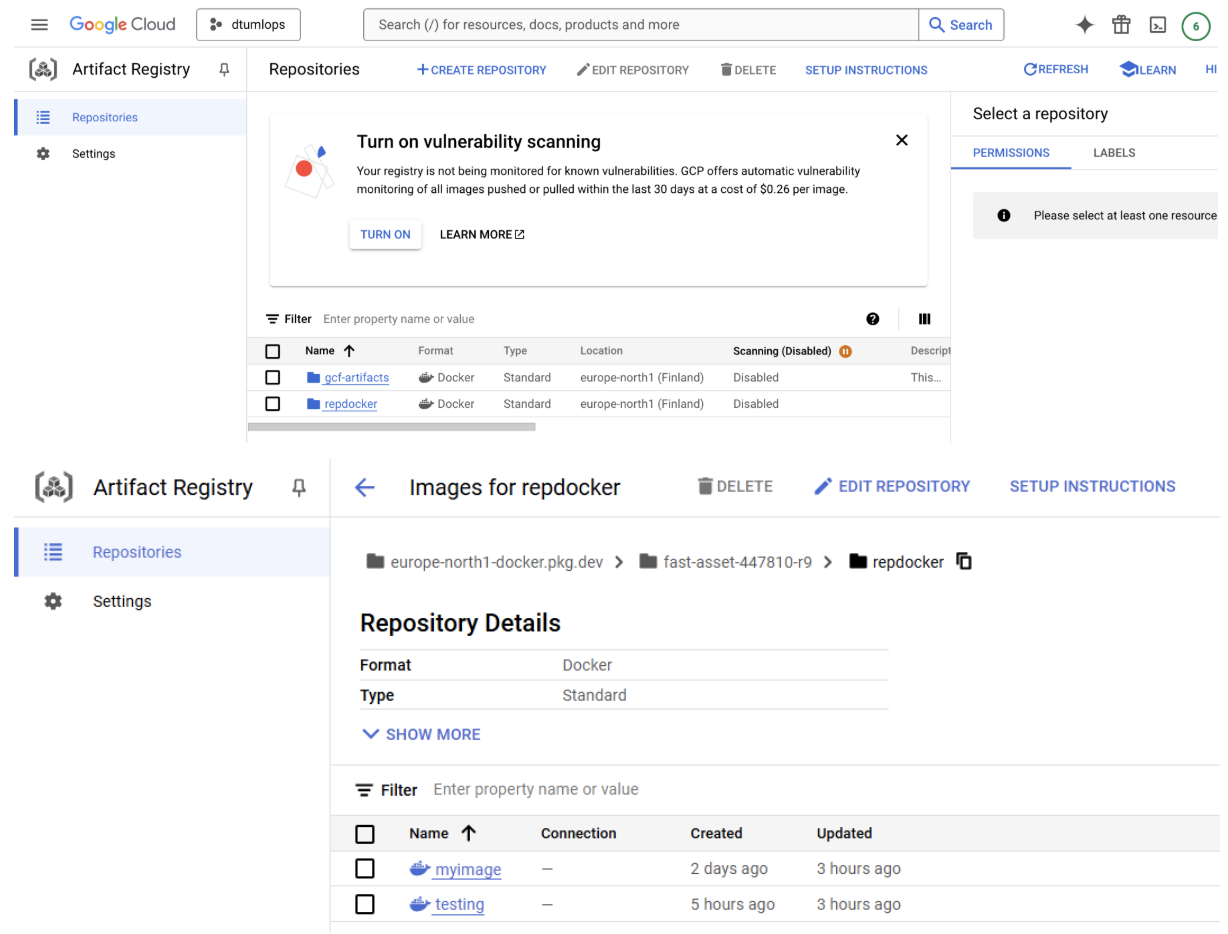 Google Cloud dtumlops Search (/) for resources, docs, products and more Search 6
Artifact Registry Repositories CREATE REPOSITORY EDIT REPOSITORY DELETE SETUP INSTRUCTIONS REFRESH LEARN HI
Repositories
Settings
Turn on vulnerability scanning
Your registry is not being monitored for known vulnerabilities. GCP offers automatic vulnerability
monitoring of all images pushed or pulled within the last 30 days at a cost of $0.26 per image.
TURN ON LEARN MORE
Select a repository
PERMISSIONS LABELS
Please select at least one resource
Filter Enter property name or value
Name Format Type Location Scanning (Disabled) Descript
gcf-artifacts Docker Standard europe-north1 (Finland) Disabled This…
repdocker Docker Standard europe-north1 (Finland) Disabled
Artifact Registry Images for repdocker DELETE EDIT REPOSITORY SETUP INSTRUCTIONS
Repositories
Settings
europe-north1-docker.pkg.dev fast-asset-447810-r9 repdocker
Repository Details
Format Docker
Type Standard
SHOW MORE
Filter Enter property name or value
Name Connection Created Updated
myimage — 2 days ago 3 hours ago
testing — 5 hours ago 3 hours ago